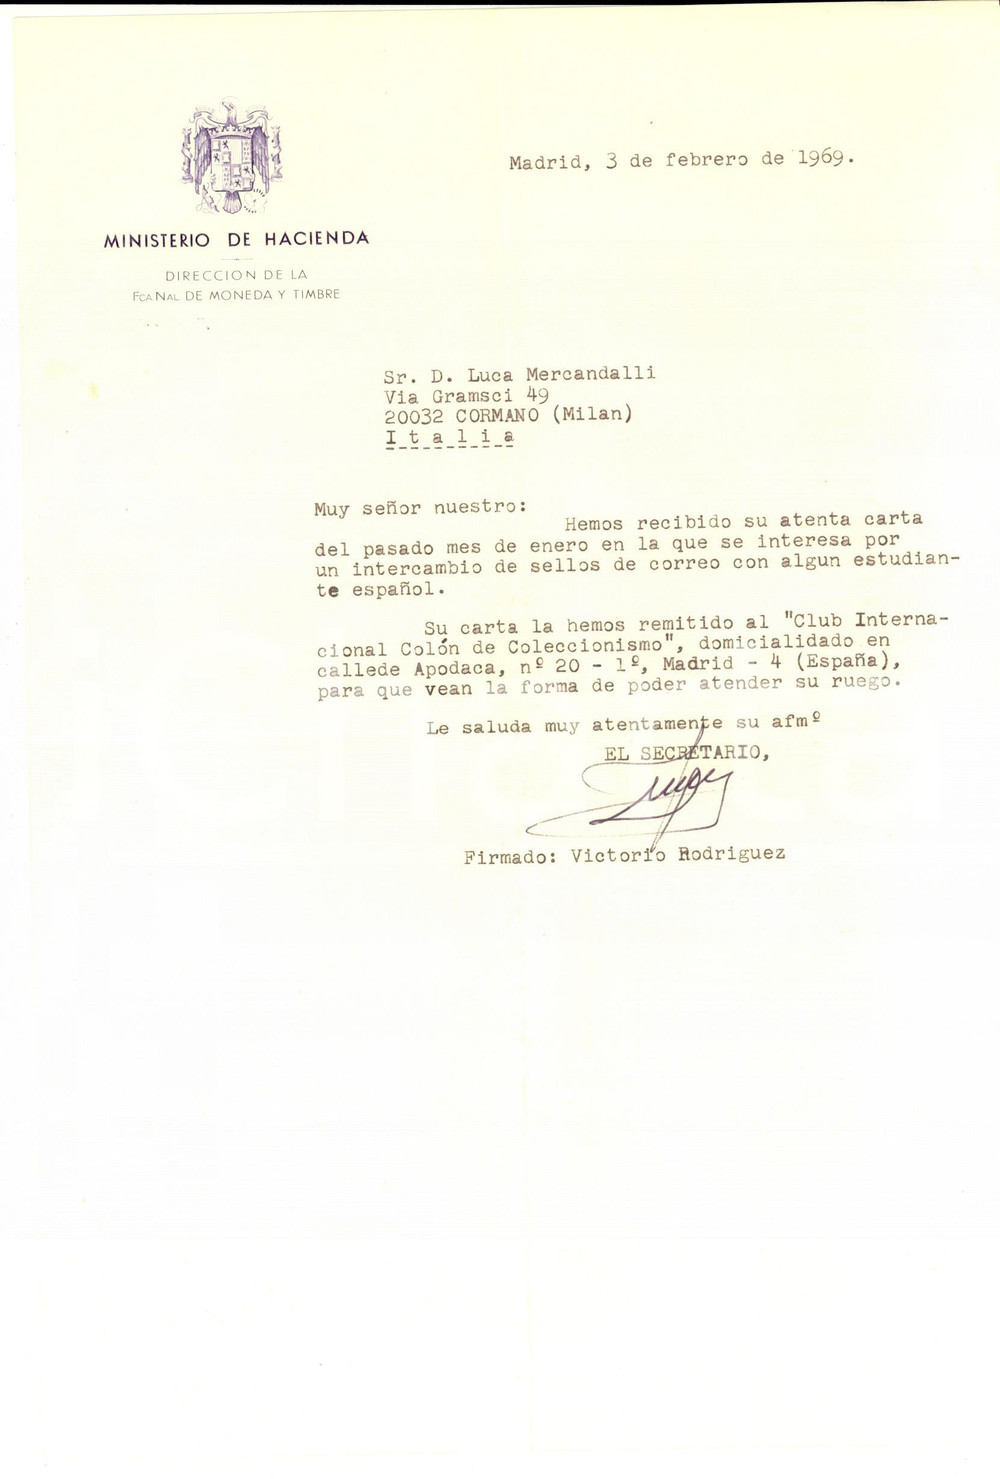 Madrid, 3 de febrero de 1969.
MINISTERIO DE HACIENDA
DIRECCION DE LA
FCA NAL DE MONEDA Y TIMBRE
Sr. D. Luca Mercandalli
Via Gramsci 49
20032 CORMANO (Milan)
I t a l i a
Muy señor nuestro:
Hemos recibido su atenta carta
del pasado mes de enero en la que se interesa por
un intercambio de sellos de correo con algun estudian-
te español.
Su carta la hemos remitido al "Club Interna-
cional Colón de Coleccionismo", domicialidado en
callede Apodaca, nº 20 - 1º, Madrid - 4 (España),
para que vean la forma de poder atender su ruego.
Le saluda muy atentamente su afmº
EL SECRETARIO,
Firmado: Victorio Rodriguez